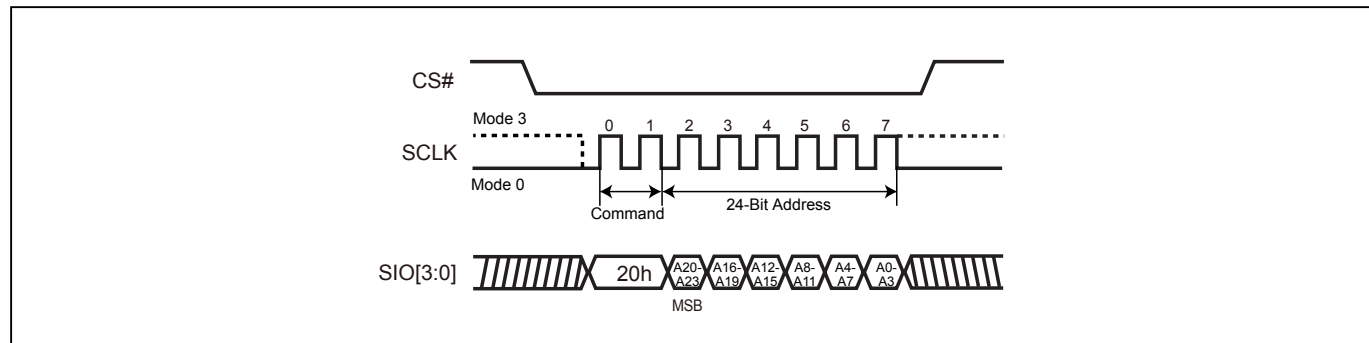 CS#
Mode 3
0 1 2 3 4 5 6 7
SCLK
Mode 0
Command
24-Bit Address
SIO[3:0]
20h
A20-
A23
A16-
A19
A12-
A15
A8-
A11
A4-
A7
A0-
A3
MSB